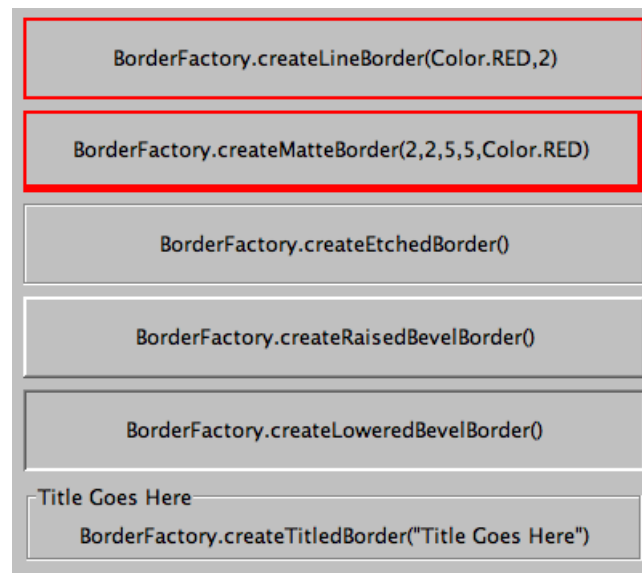 BorderFactory.createLineBorder(Color.RED,2)
BorderFactory.createMatteBorder(2,2,5,5,Color.RED)
BorderFactory.createEtchedBorder()
BorderFactory.createRaisedBevelBorder()
BorderFactory.createLoweredBevelBorder()
Title Goes Here
BorderFactory.createTitledBorder("Title Goes Here")